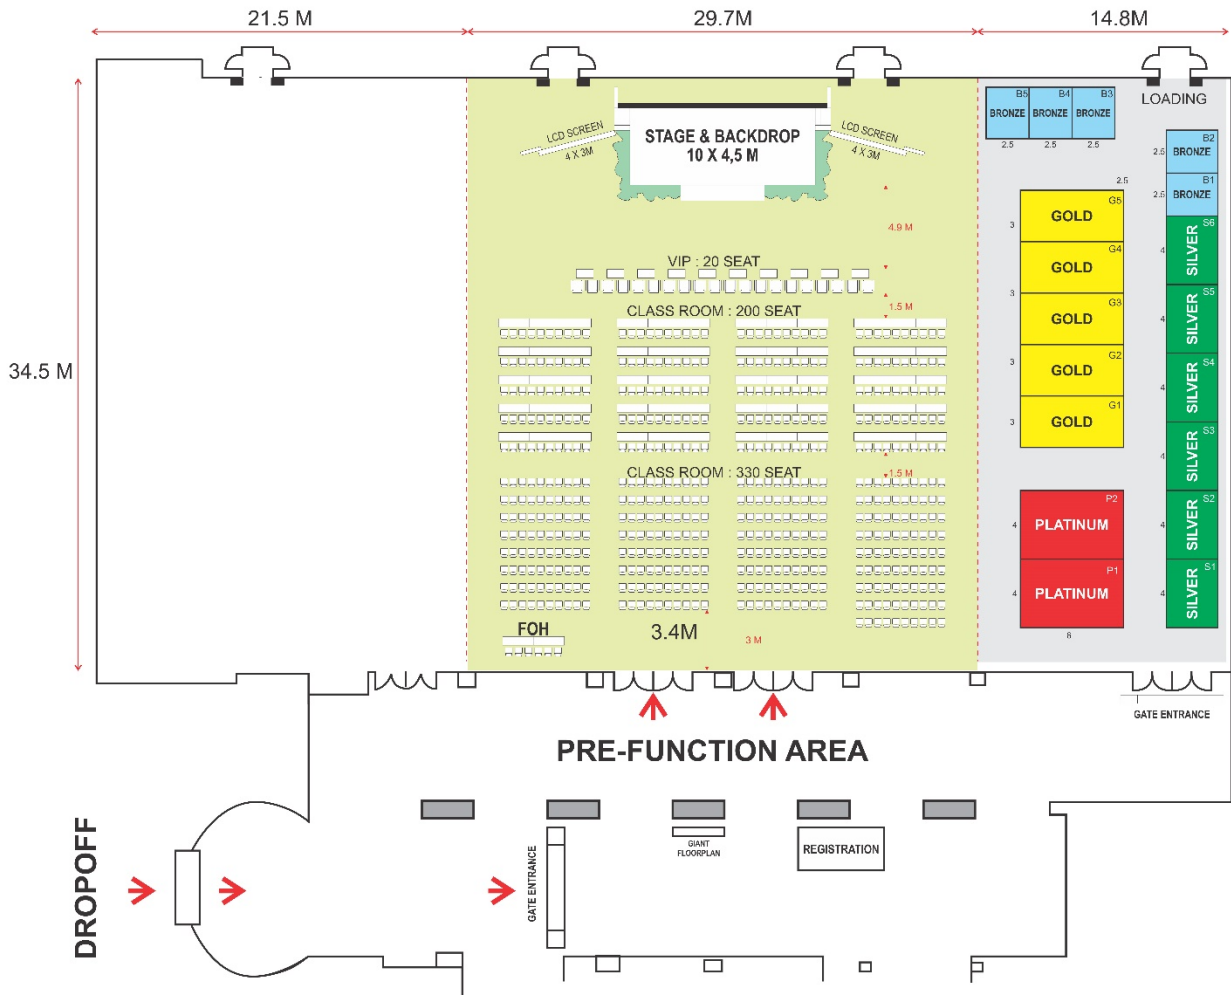 21.5 M
29.7M
14.8M
34.5 M
LCD SCREEN
4 X 3M
STAGE & BACKDROP
10 X 4,5 M
LCD SCREEN
4 X 3M
4.9 M
VIP : 20 SEAT
1.5 M
CLASS ROOM : 200 SEAT
1.5 M
CLASS ROOM : 330 SEAT
FOH
3.4M
3 M
B5
BRONZE
2.5
B4
BRONZE
2.5
B3
BRONZE
2.5
LOADING
B2
BRONZE
2.5
B1
BRONZE
2.5
2.5
G5
GOLD
3
G4
GOLD
3
G3
GOLD
3
G2
GOLD
3
G1
GOLD
3
S6
SILVER
4
S5
SILVER
4
S4
SILVER
4
S3
SILVER
4
S2
SILVER
4
S1
SILVER
4
P2
PLATINUM
4
P1
PLATINUM
4
6
GATE ENTRANCE
PRE-FUNCTION AREA
DROPOFF
GATE ENTRANCE
GIANT
FLOORPLAN
REGISTRATION